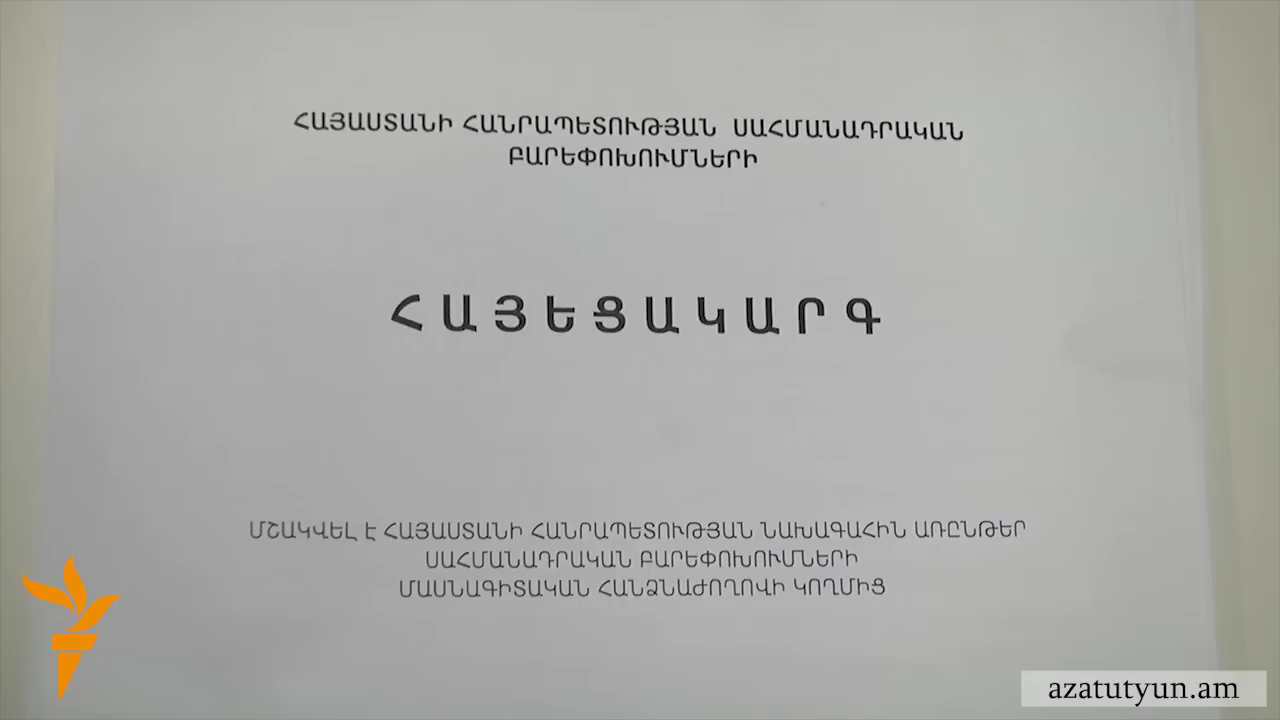 ՀԱՅԱՍՏԱՆԻ ՀԱՆՐԱՊԵՏՈՒԹՅԱՆ ՍԱՀՄԱՆԱԴՐԱԿԱՆ
ԲԱՐԵՓՈԽՈՒՄՆԵՐԻ
ՀԱՅԵՑԱԿԱՐԳ
ՄՇԱԿՎԵԼ Է ՀԱՅԱՍՏԱՆԻ ՀԱՆՐԱՊԵՏՈՒԹՅԱՆ ՆԱԽԱԳԱՀԻՆ ԱՌԸՆԹԵՐ
ՍԱՀՄԱՆԱԴՐԱԿԱՆ ԲԱՐԵՓՈԽՈՒՄՆԵՐԻ
ՄԱՍՆԱԳԻՏԱԿԱՆ ՀԱՆՁՆԱԺՈՂՈՎԻ ԿՈՂՄԻՑ
azatutyun.am